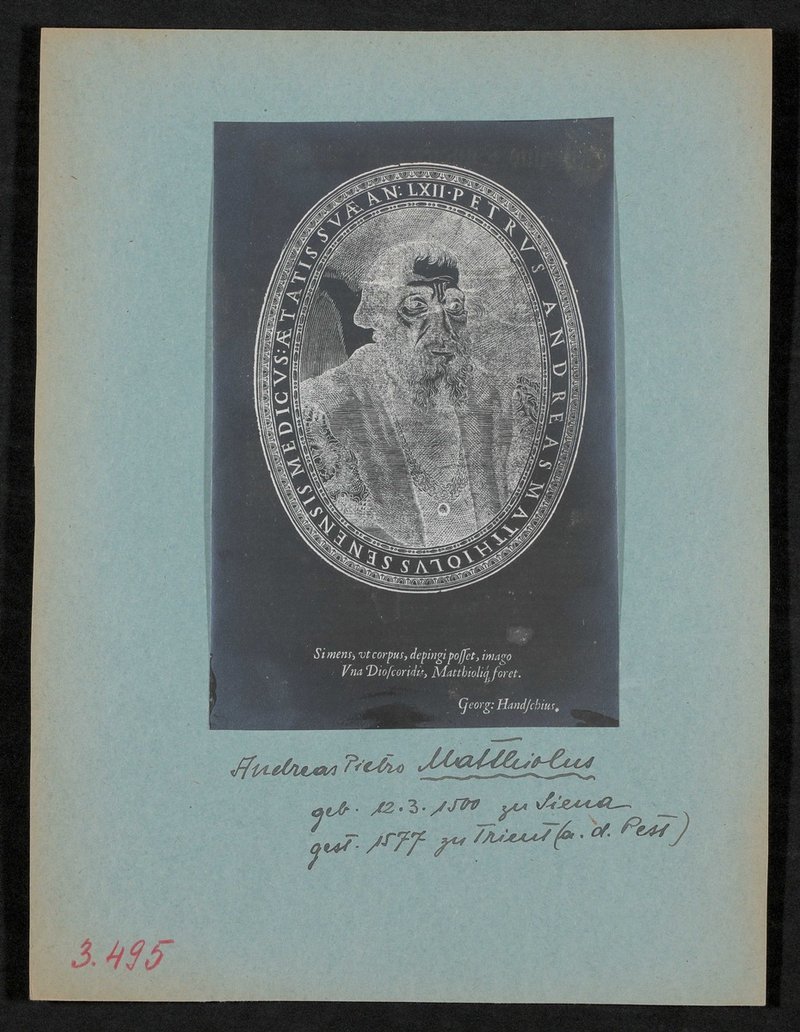 PETRVS ANDREAS MATTHIOLVS SENENSIS MEDICVS: ÆTATIS SVÆ AN: LXII·
Si mens, vt corpus, depingi poſſet, imago
Vna Dioſcoridis, Matthioliq́ foret.
Georg: Handſchius.
Andreas Pietro Matthiolus
geb. 12.3.1500 zu Siena
gest. 1577 zu Trient (a. d. Pest)
3.495